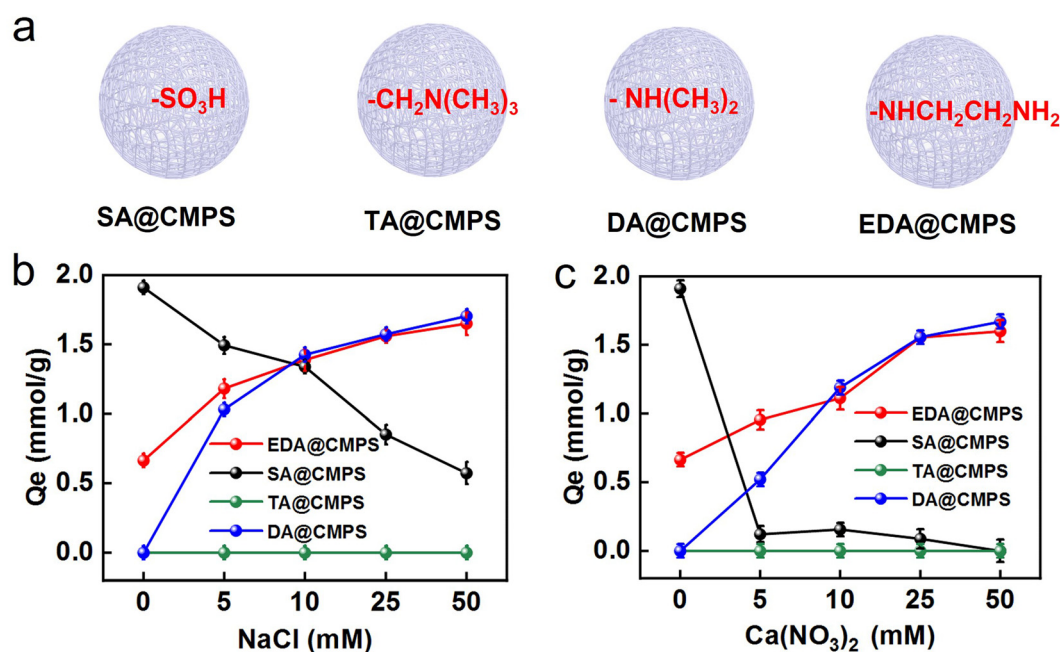 a
-SO₃H
-CH₂N(CH₃)₃
- NH(CH₃)₂
-NHCH₂CH₂NH₂
SA@CMPS
TA@CMPS
DA@CMPS
EDA@CMPS
b
Qe (mmol/g)
2.0
1.5
1.0
0.5
0.0
EDA@CMPS
SA@CMPS
TA@CMPS
DA@CMPS
0 5 10 25 50
NaCl (mM)
c
Qe (mmol/g)
2.0
1.5
1.0
0.5
0.0
EDA@CMPS
SA@CMPS
TA@CMPS
DA@CMPS
0 5 10 25 50
Ca(NO₃)₂ (mM)